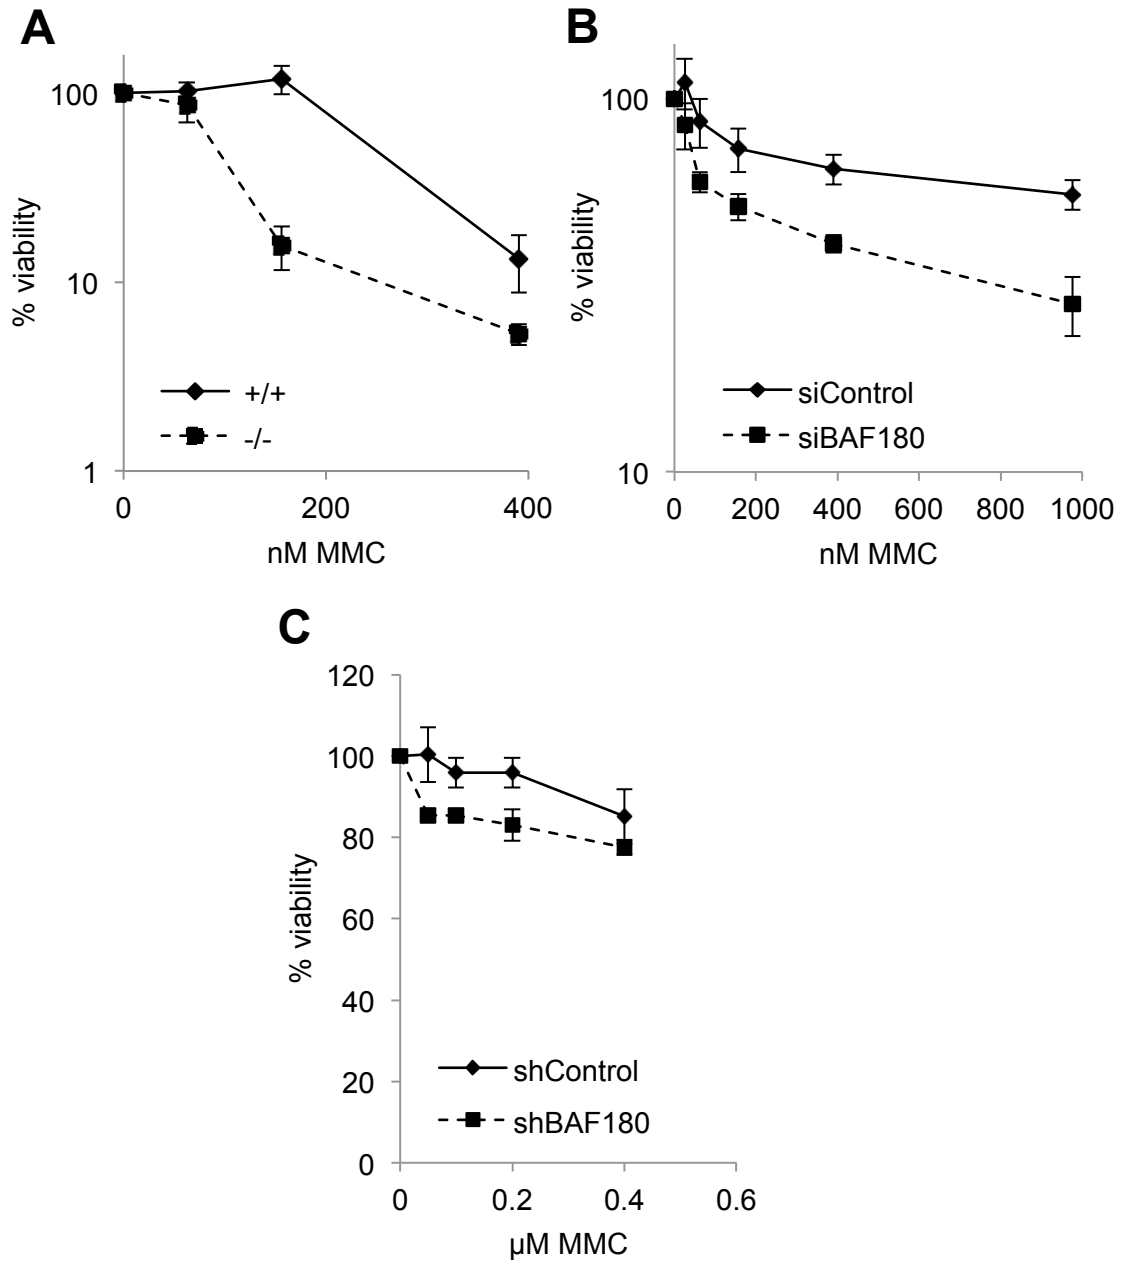 A
% viability
100
10
1
+/+
-/-
0 200 400
nM MMC
B
% viability
100
10
siControl
siBAF180
0 200 400 600 800 1000
nM MMC
C
% viability
120
100
80
60
40
20
0
shControl
shBAF180
0 0.2 0.4 0.6
µM MMC